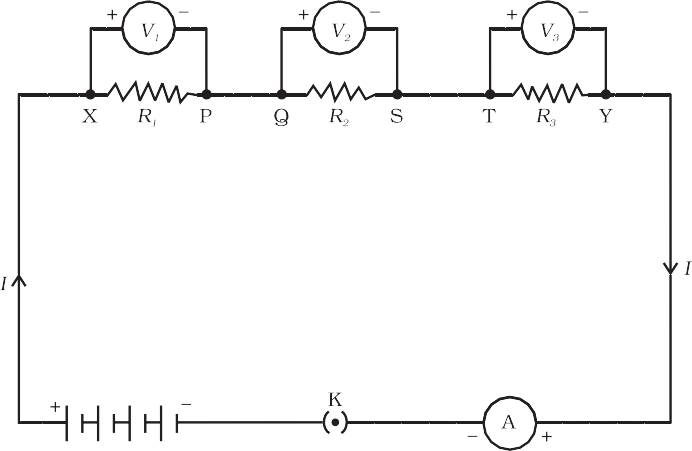 + V1 − + V2 − + V3 −
X R1 P Q R2 S T R3 Y
I I
+ − K
A
− +